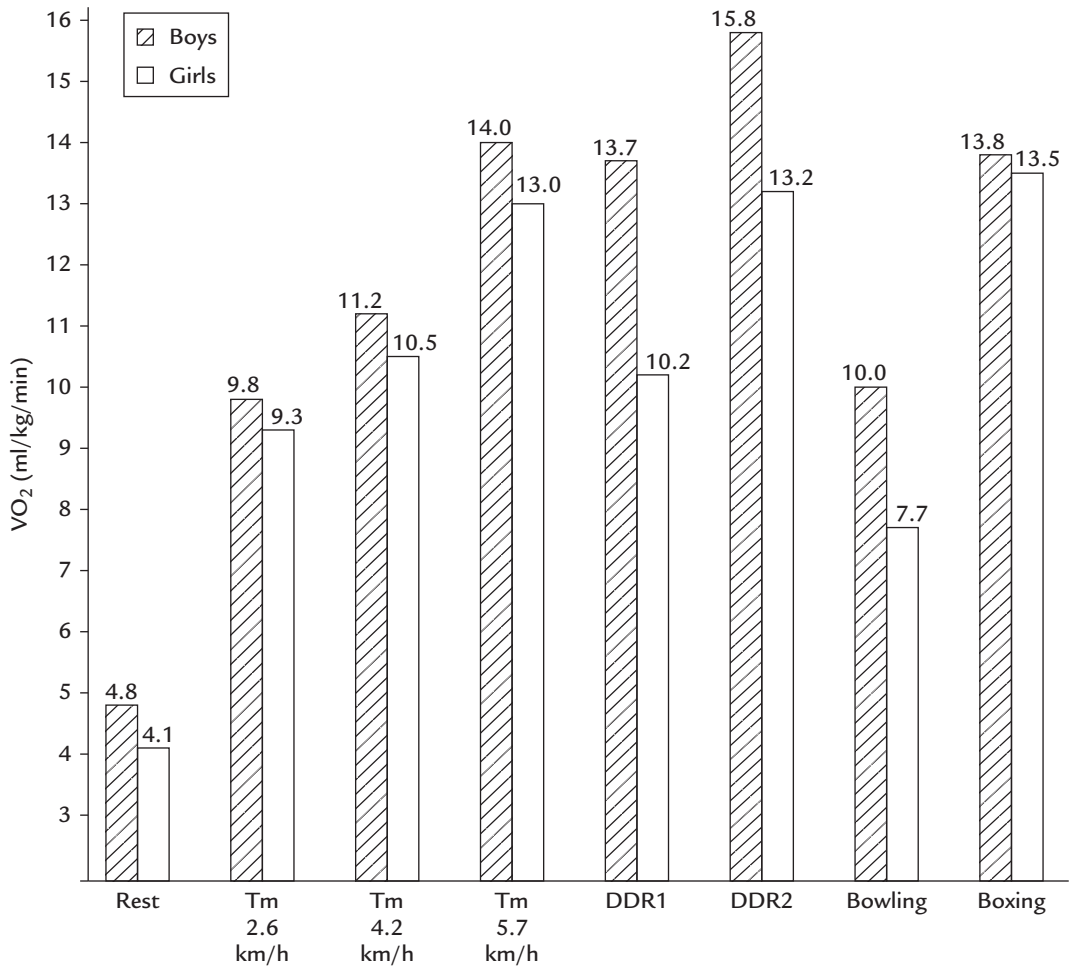 16
15
14
13
12
11
10
9
8
7
6
5
4
3
VO₂ (ml/kg/min)
Boys
Girls
4.8
4.1
9.8
9.3
11.2
10.5
14.0
13.0
13.7
10.2
15.8
13.2
10.0
7.7
13.8
13.5
Rest
Tm
2.6
km/h
Tm
4.2
km/h
Tm
5.7
km/h
DDR1
DDR2
Bowling
Boxing